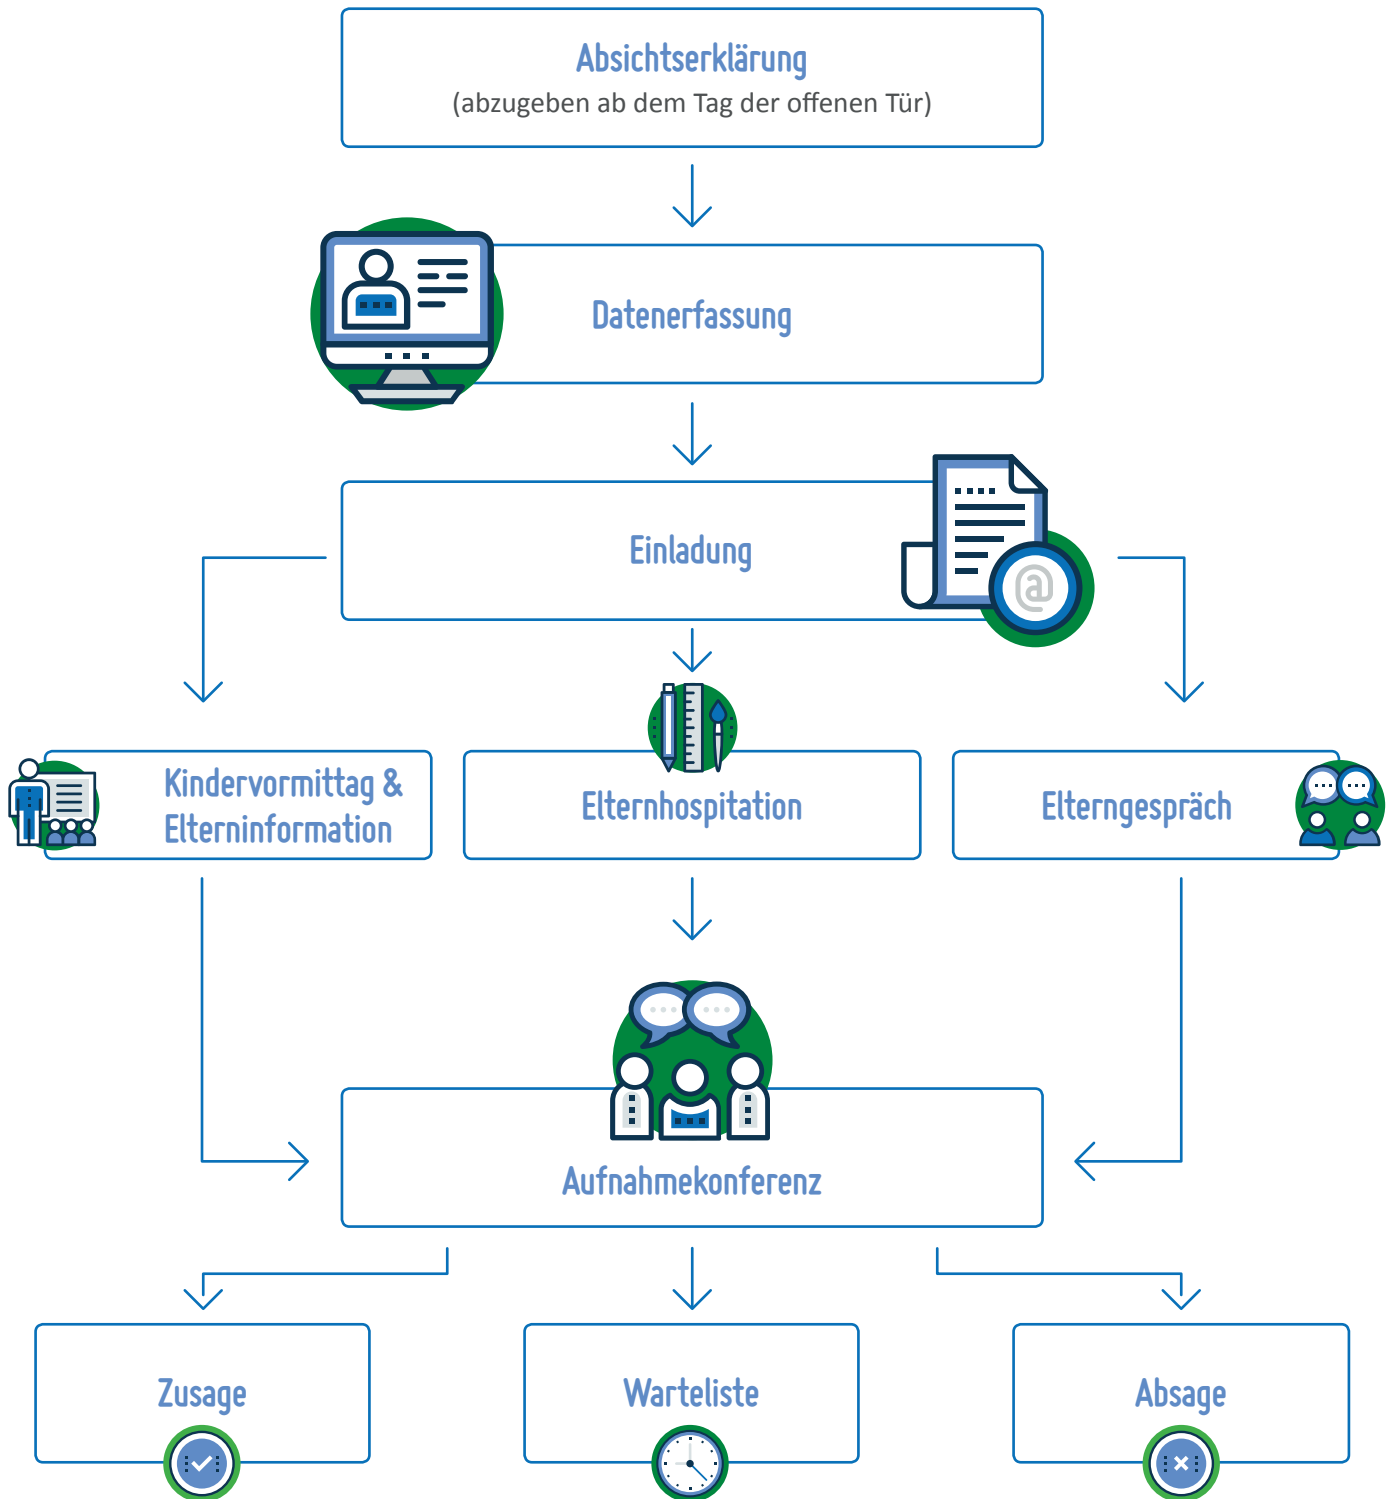 Absichtserklärung
(abzugeben ab dem Tag der offenen Tür)
Datenerfassung
Einladung
@
Kindervormittag &
Elterninformation
Elternhospitation
Elterngespräch
Aufnahmekonferenz
Zusage
Warteliste
Absage